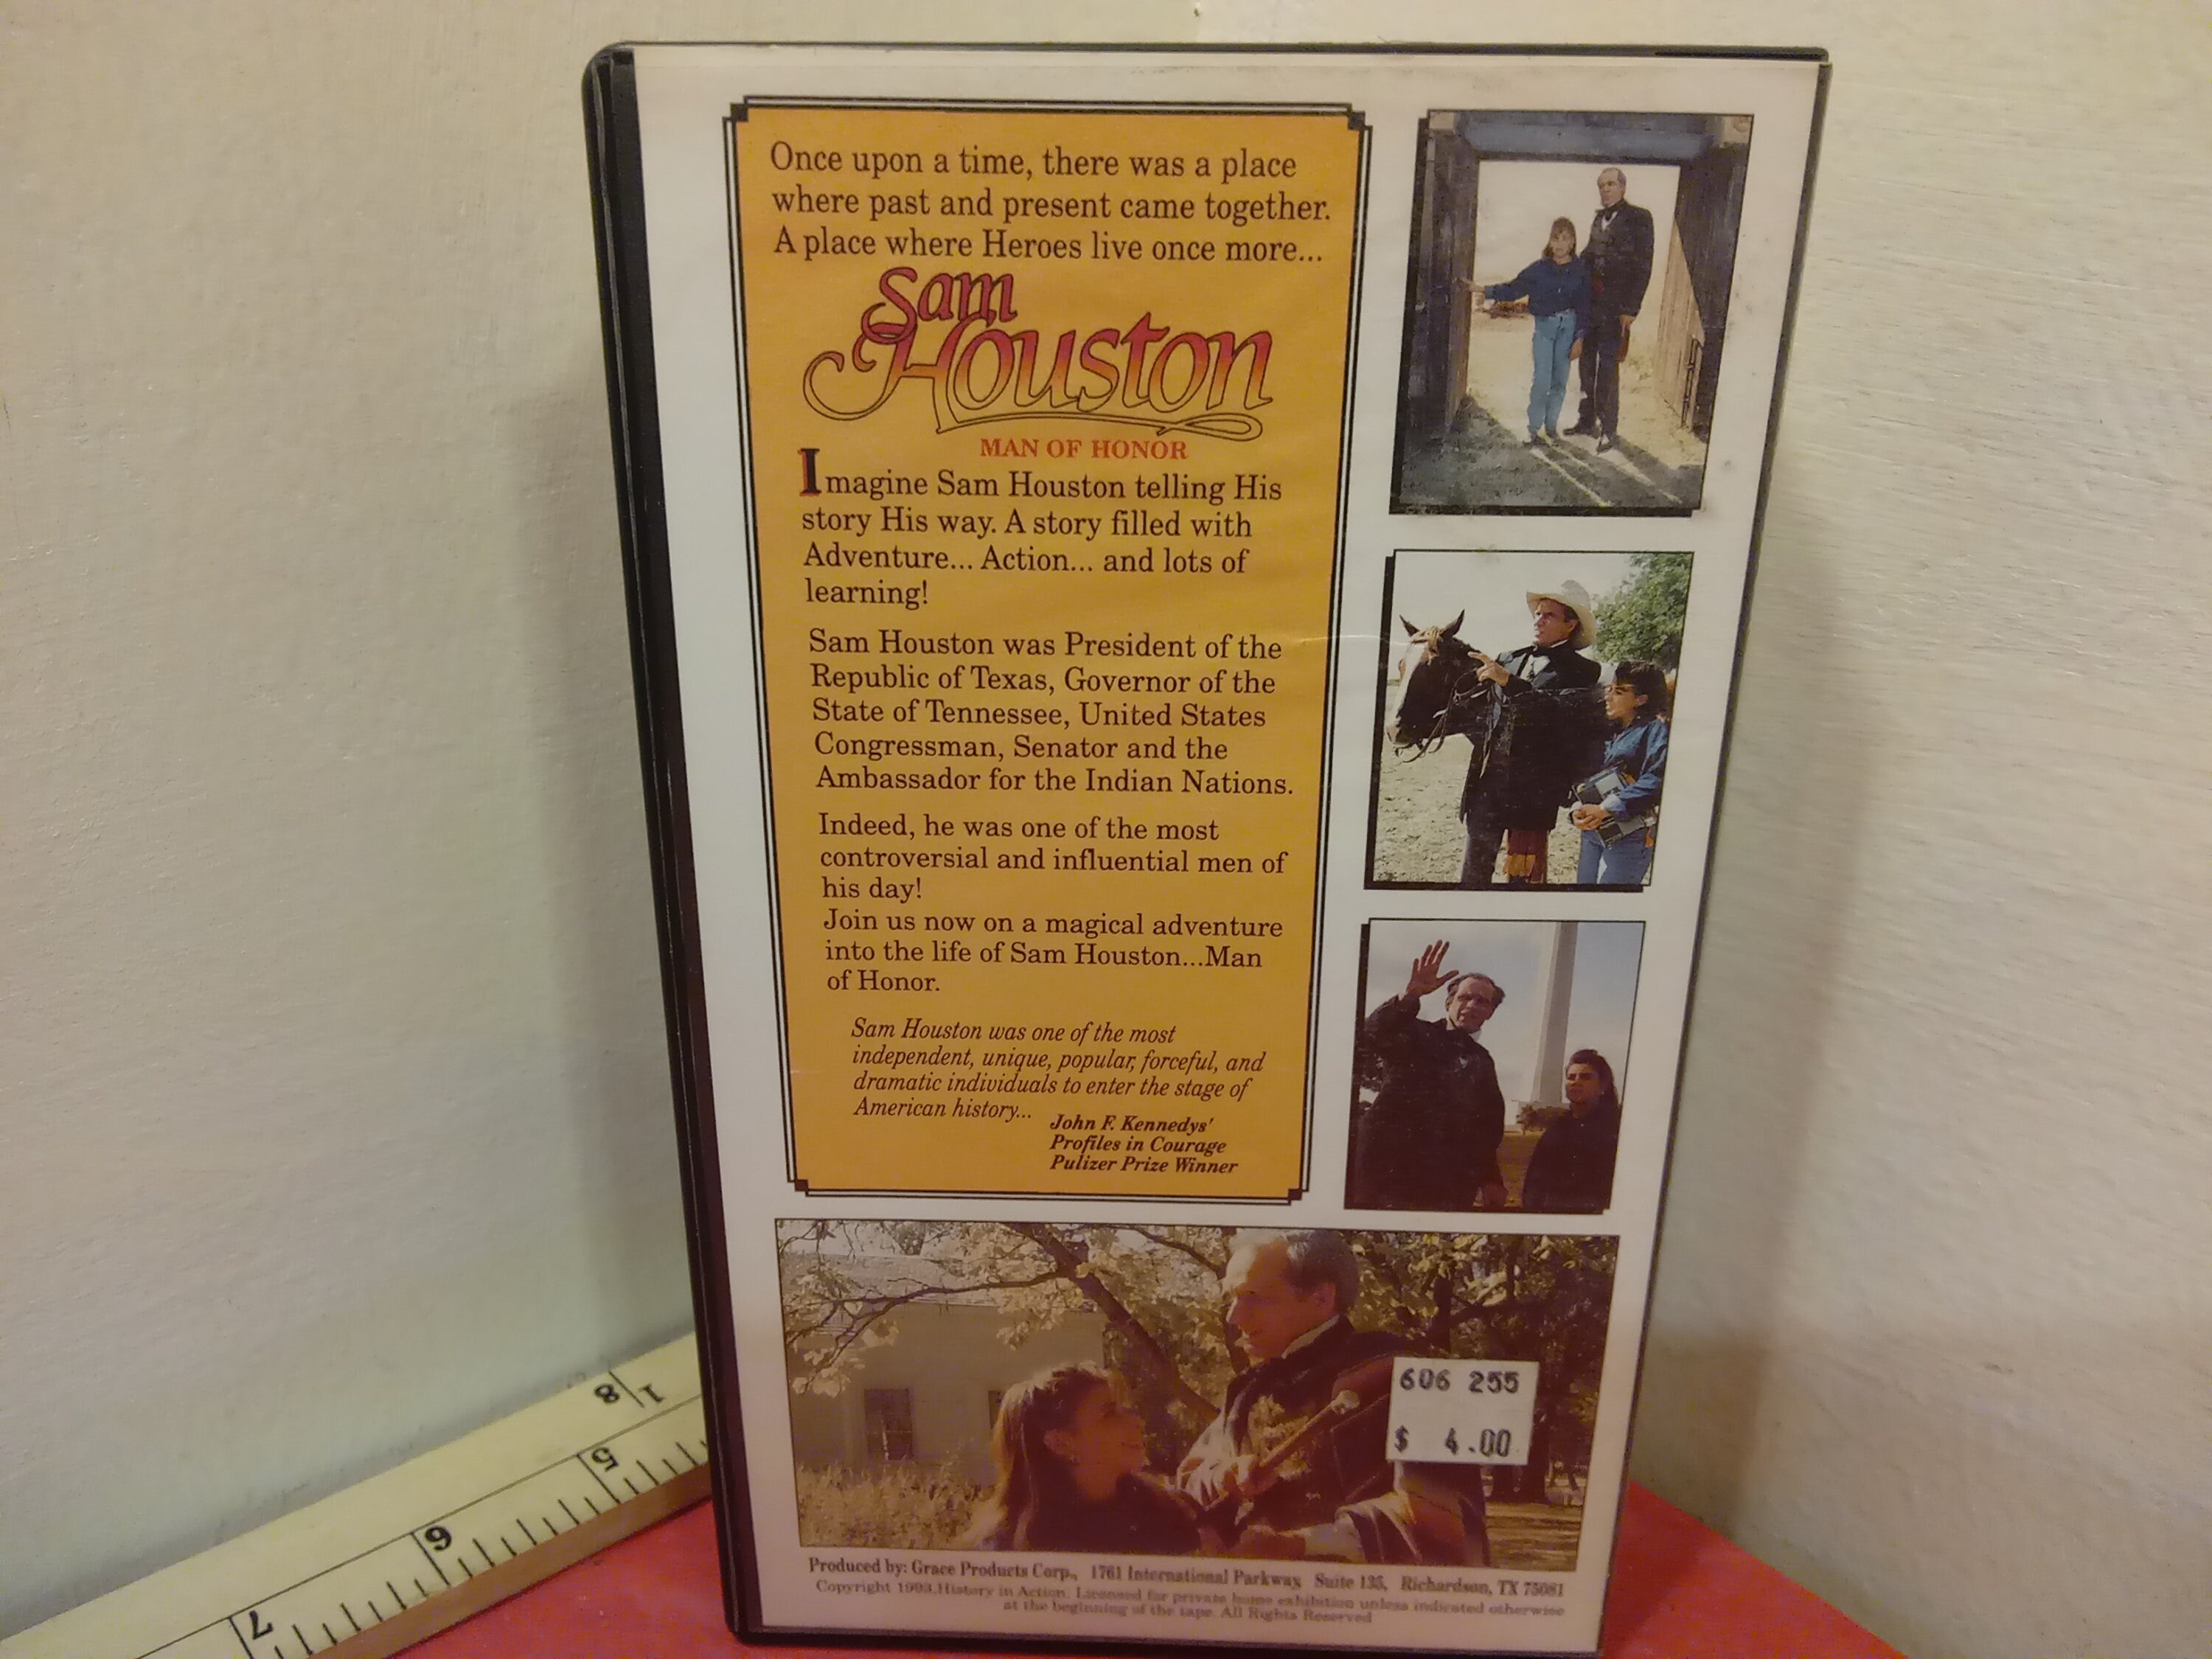 Once upon a time, there was a place
where past and present came together.
A place where Heroes live once more...
Sam
Houston
MAN OF HONOR
Imagine Sam Houston telling His
story His way. A story filled with
Adventure... Action... and lots of
learning!
Sam Houston was President of the
Republic of Texas, Governor of the
State of Tennessee, United States
Congressman, Senator and the
Ambassador for the Indian Nations.
Indeed, he was one of the most
controversial and influential men of
his day!
Join us now on a magical adventure
into the life of Sam Houston...Man
of Honor.
Sam Houston was one of the most
independent, unique, popular, forceful, and
dramatic individuals to enter the stage of
American history...
John F. Kennedys'
Profiles in Courage
Pulizer Prize Winner
606 255
$ 4.00
Produced by: Grace Products Corp., 1761 International Parkway, Suite 135, Richardson, TX 75081
Copyright 1993.History in Action. Licensed for private home exhibition unless indicated otherwise
at the beginning of the tape. All Rights Reserved
18
5
6
7